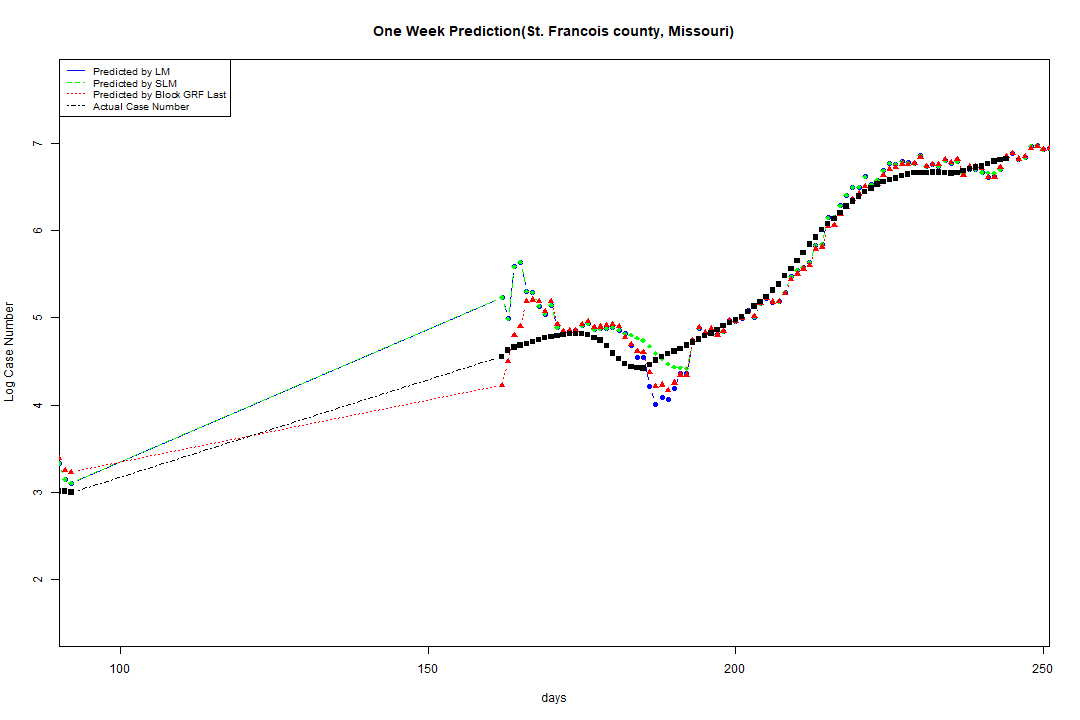 One Week Prediction(St. Francois county, Missouri)
Predicted by LM
Predicted by SLM
Predicted by Block GRF Last
Actual Case Number
7
6
5
4
3
2
Log Case Number
100 150 200 250
days